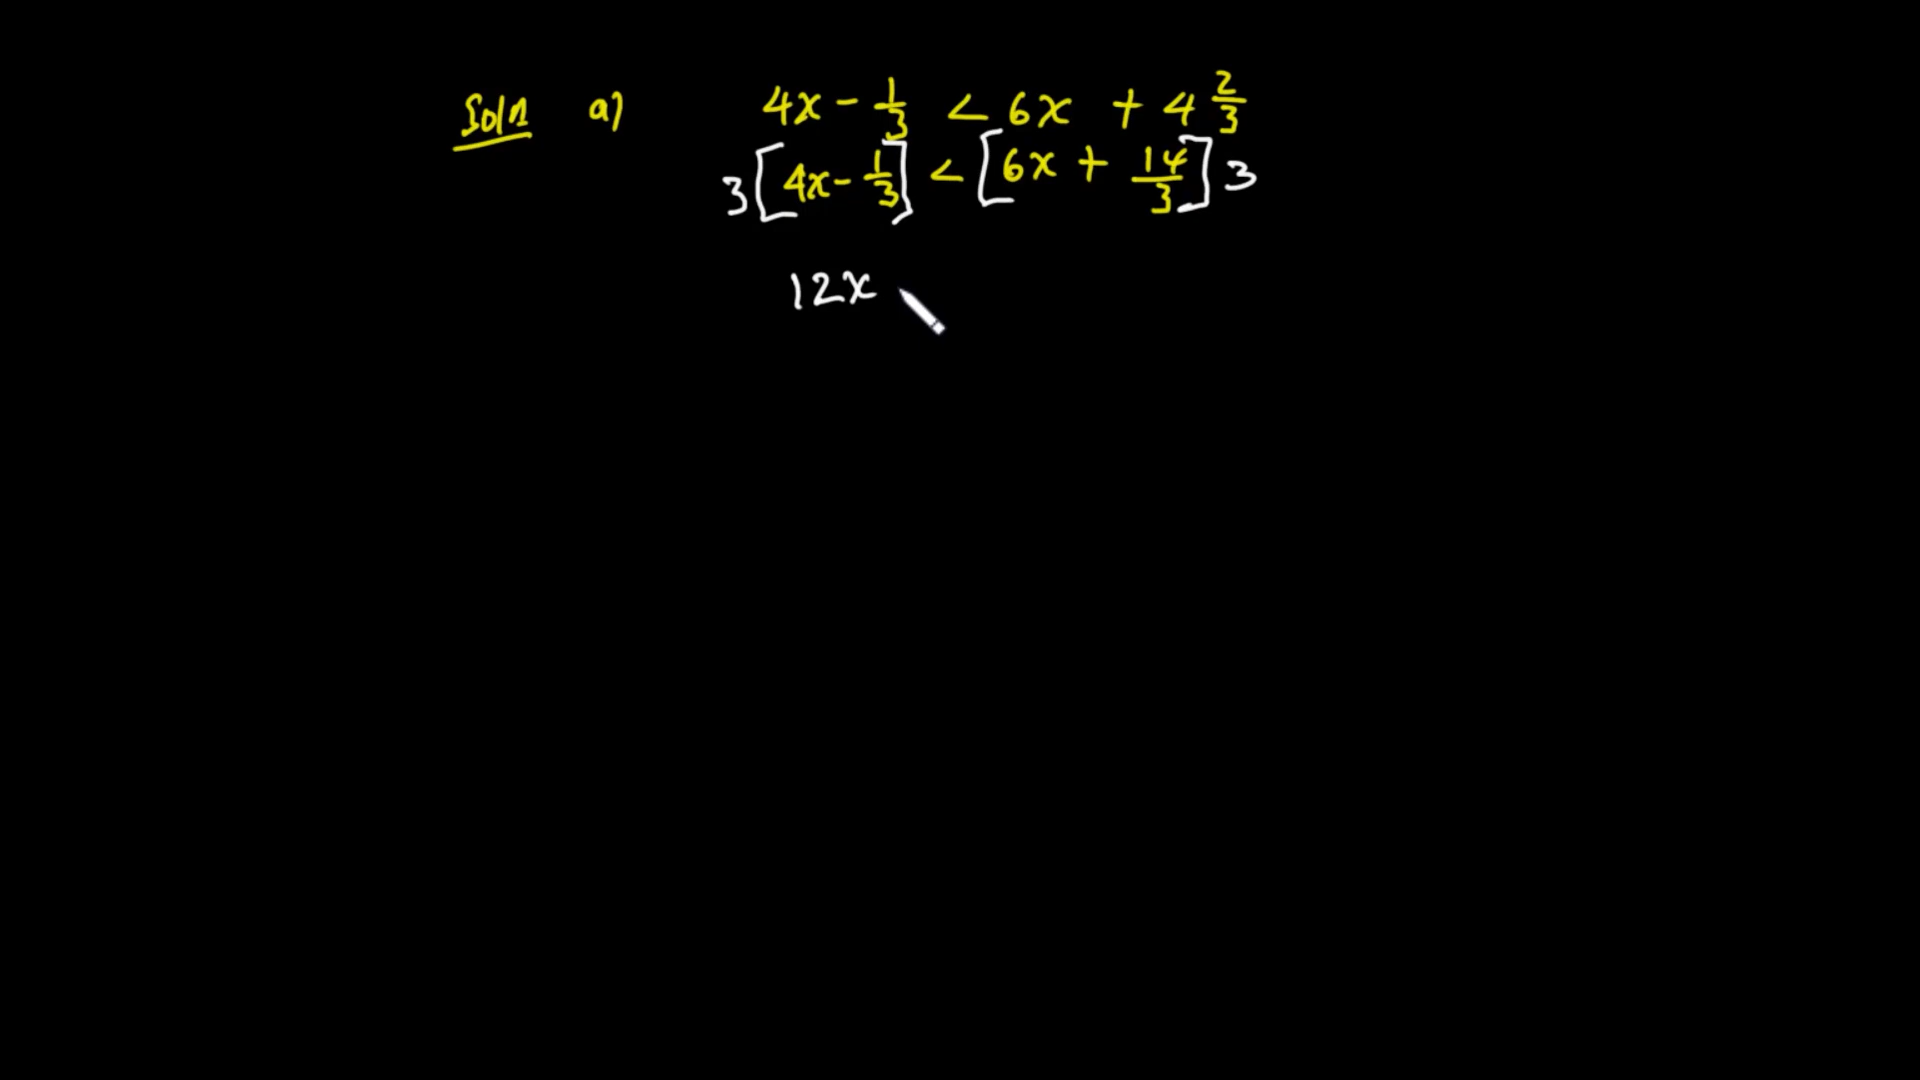 Soln a) 4x - 1/3 < 6x + 4 2/3
3[4x - 1/3] < [6x + 14/3]3
12x